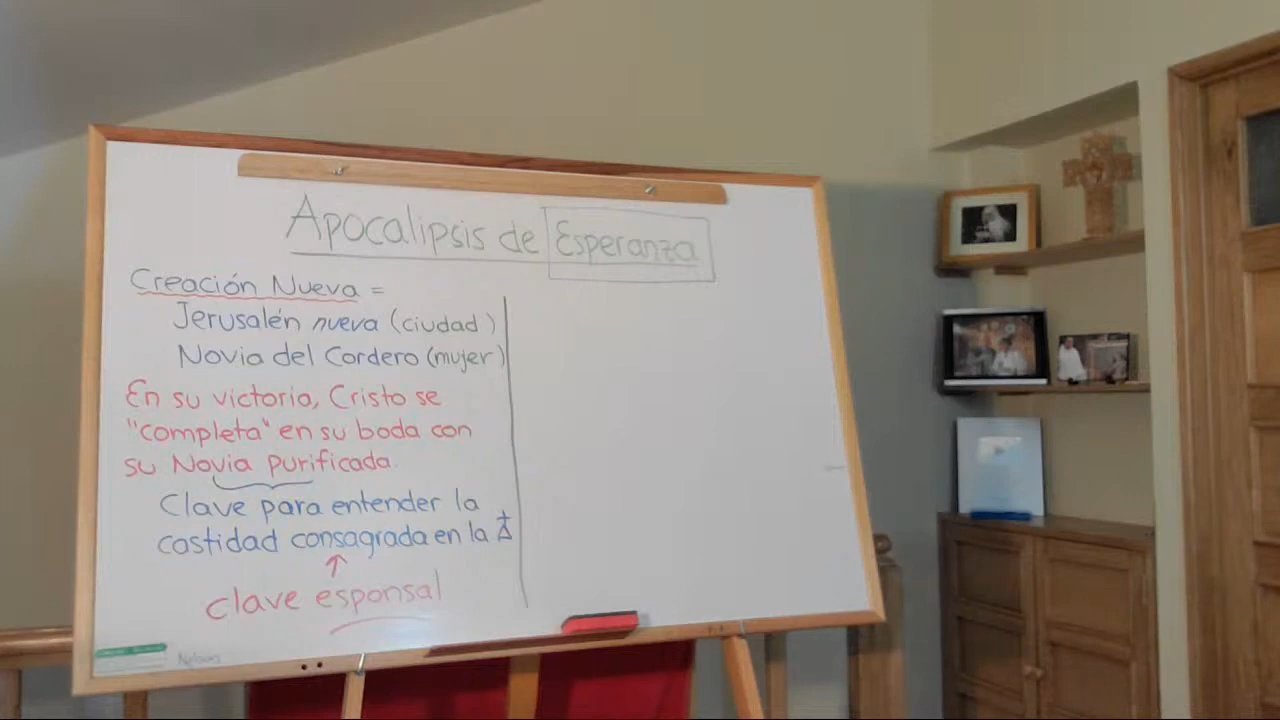 Apocalipsis de Esperanza
Creación Nueva =
Jerusalén nueva (ciudad)
Novia del Cordero (mujer)
En su victoria, Cristo se
"completa" en su boda con
su Novia purificada.
Clave para entender la
castidad consagrada en la
clave esponsal